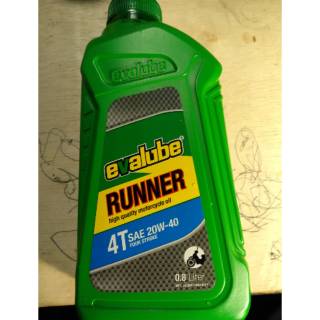 evalube
evalube®
RUNNER
high quality motorcycle oil
4T SAE 20W-40
FOUR STROKE
0.8 Liter